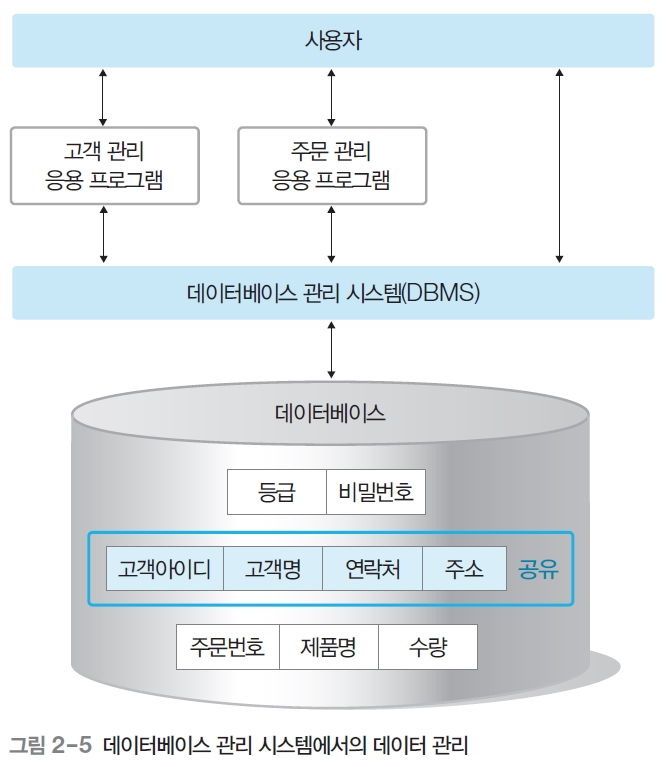 사용자
고객 관리
응용 프로그램
주문 관리
응용 프로그램
데이터베이스 관리 시스템(DBMS)
데이터베이스
등급 비밀번호
고객아이디 고객명 연락처 주소 공유
주문번호 제품명 수량
그림 2-5 데이터베이스 관리 시스템에서의 데이터 관리